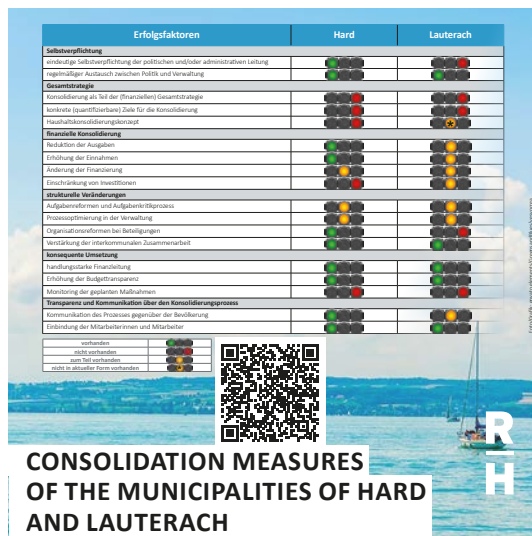 Erfolgsfaktoren Hard Lauterach
Selbstverpflichtung
eindeutige Selbstverpflichtung der politischen und/oder administrativen Leitung
regelmäßiger Austausch zwischen Politik und Verwaltung
Gesamtstrategie
Konsolidierung als Teil der (finanziellen) Gesamtstrategie
konkrete (quantifizierbare) Ziele für die Konsolidierung
Haushaltskonsolidierungskonzept
finanzielle Konsolidierung
Reduktion der Ausgaben
Erhöhung der Einnahmen
Änderung der Finanzierung
Einschränkung von Investitionen
strukturelle Veränderungen
Aufgabenreformen und Aufgabenkritikprozess
Prozessoptimierung in der Verwaltung
Organisationsreformen bei Beteiligungen
Verstärkung der interkommunalen Zusammenarbeit
konsequente Umsetzung
handlungsstarke Finanzleitung
Erhöhung der Budgettransparenz
Monitoring der geplanten Maßnahmen
Transparenz und Kommunikation über den Konsolidierungsprozess
Kommunikation des Prozesses gegenüber der Bevölkerung
Einbindung der Mitarbeiterinnen und Mitarbeiter
vorhanden
nicht vorhanden
zum Teil vorhanden
nicht in aktueller Form vorhanden
R
H
CONSOLIDATION MEASURES
OF THE MUNICIPALITIES OF HARD
AND LAUTERACH